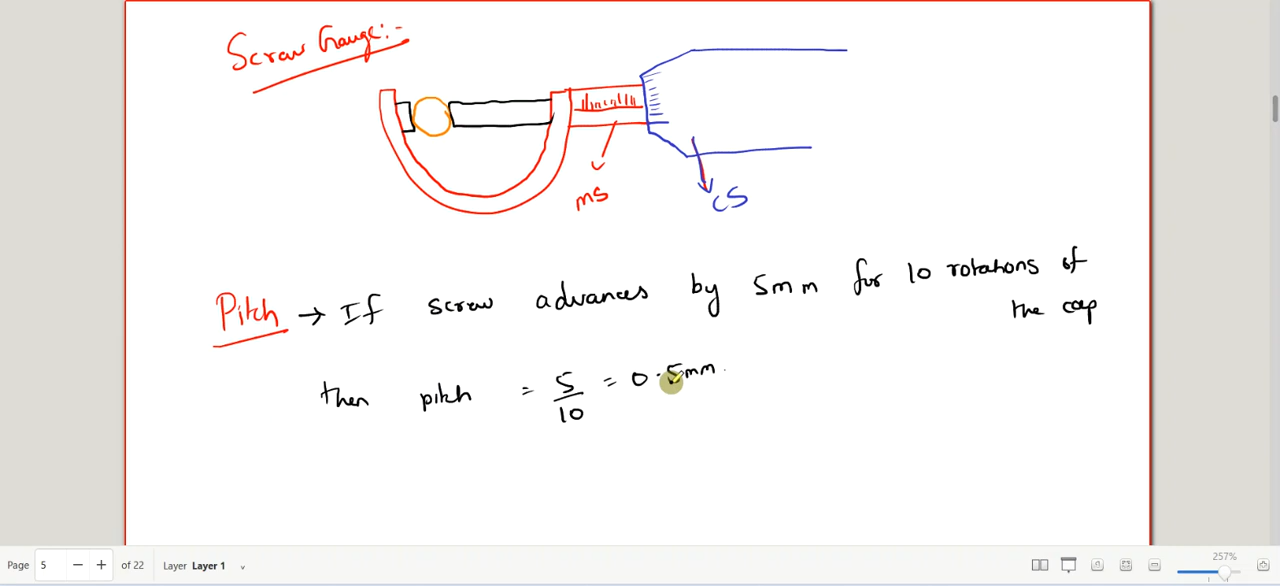 Screw Gauge:-
MS
CS
Pitch → If screw advances by 5mm for 10 rotations of
the cap
then pitch = 5/10 = 0.5mm.
Page 5 of 22 Layer Layer 1
257%